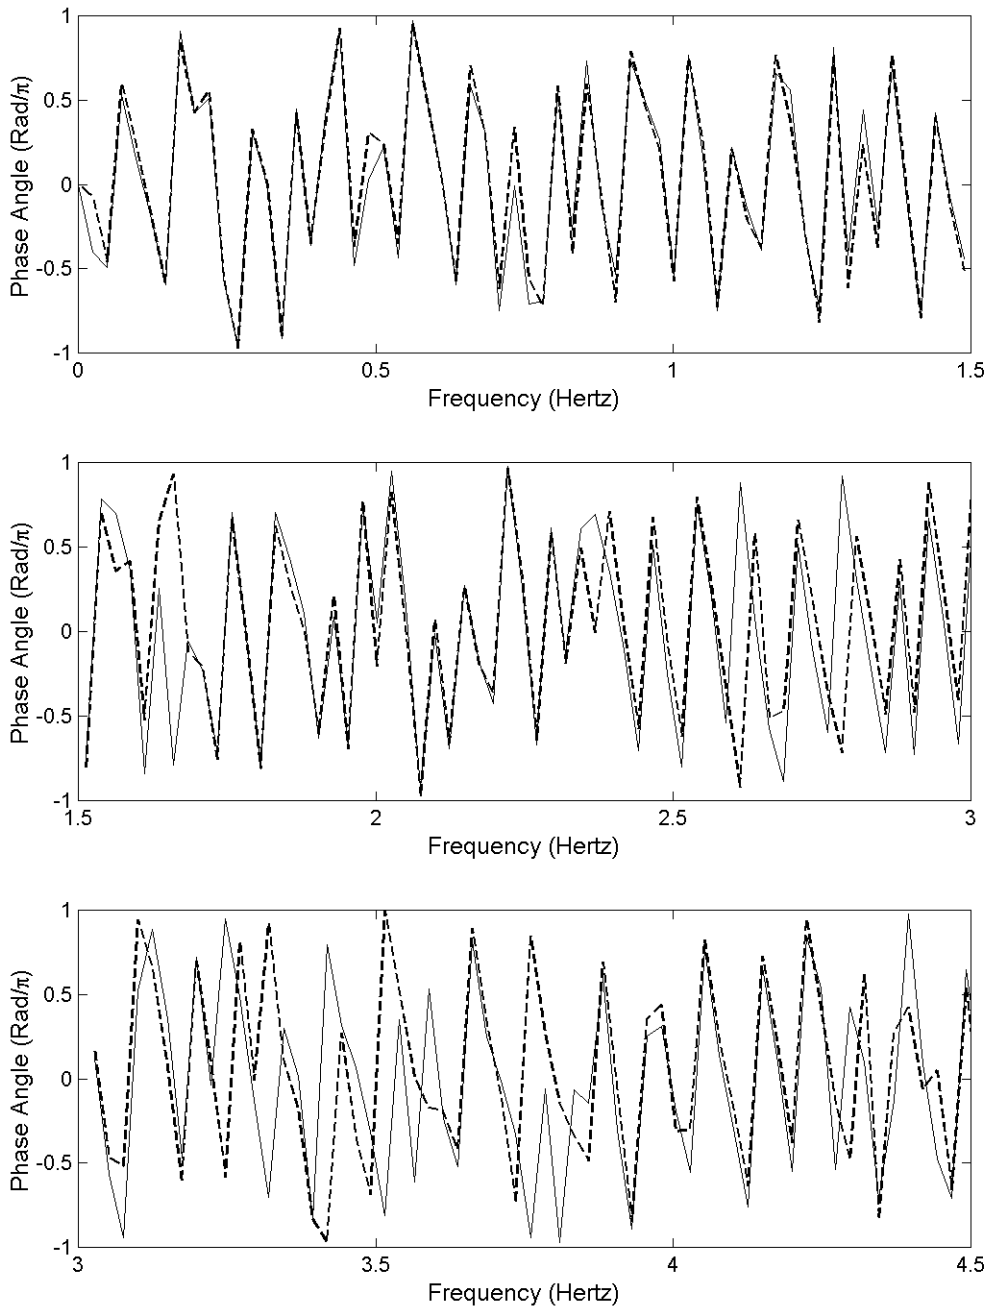 1
0.5
0
-0.5
-1
Phase Angle (Rad/π)
0 0.5 1 1.5
Frequency (Hertz)
1
0.5
0
-0.5
-1
Phase Angle (Rad/π)
1.5 2 2.5 3
Frequency (Hertz)
1
0.5
0
-0.5
-1
Phase Angle (Rad/π)
3 3.5 4 4.5
Frequency (Hertz)